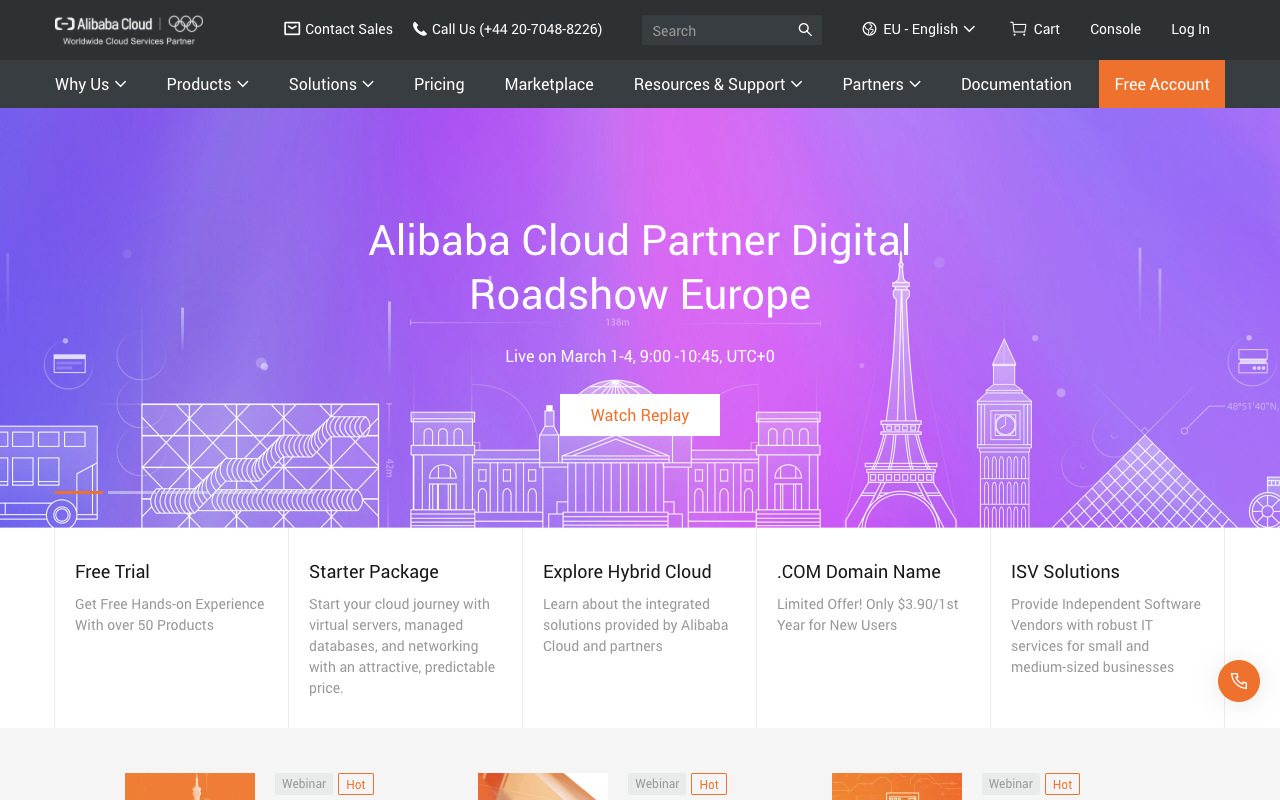 Alibaba Cloud
Worldwide Cloud Services Partner
Contact Sales
Call Us (+44 20-7048-8226)
Search
EU - English
Cart
Console
Log In
Why Us
Products
Solutions
Pricing
Marketplace
Resources & Support
Partners
Documentation
Free Account
Alibaba Cloud Partner Digital
Roadshow Europe
138m
Live on March 1-4, 9:00 -10:45, UTC+0
Watch Replay
48°51'40"N,
42m
Free Trial
Get Free Hands-on Experience
With over 50 Products
Starter Package
Start your cloud journey with
virtual servers, managed
databases, and networking
with an attractive, predictable
price.
Explore Hybrid Cloud
Learn about the integrated
solutions provided by Alibaba
Cloud and partners
.COM Domain Name
Limited Offer! Only $3.90/1st
Year for New Users
ISV Solutions
Provide Independent Software
Vendors with robust IT
services for small and
medium-sized businesses
Webinar
Hot
Webinar
Hot
Webinar
Hot